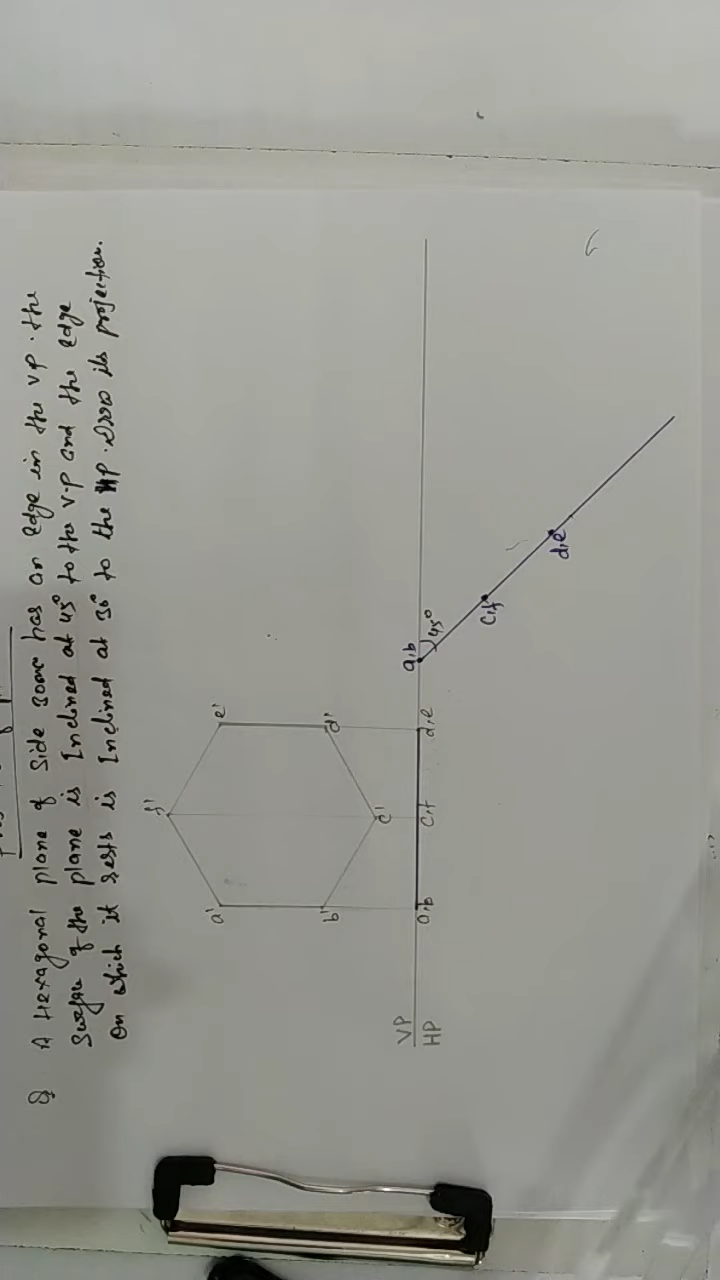 Q A Hexagonal plane of side 30mm has an edge in the VP. the
Surface of the plane is Inclined at 45° to the V.P and the edge
On which it rests is Inclined at 30° to the HP. Draw its projection.
f'
a' e'
b' d'
c'
VP
HP
a,b c,f d,e
a,b
45°
c,f
d,e